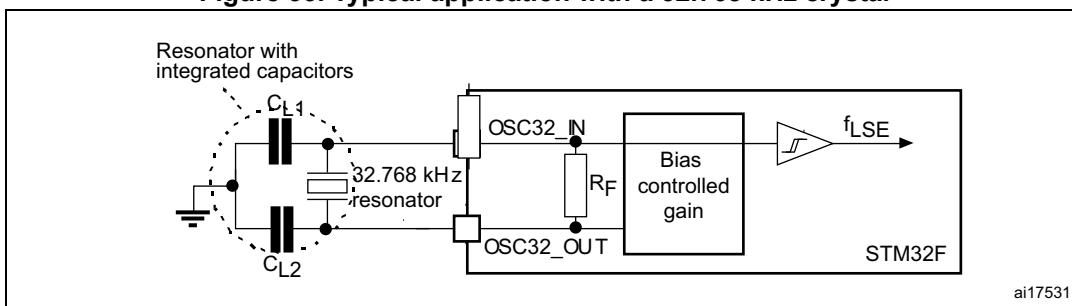 Figure Typical application with a 32.768 kHz crystal
Resonator with
integrated capacitors
CL1
OSC32_IN
fLSE
32.768 kHz
resonator
RF
Bias
controlled
gain
OSC32_OUT
CL2
STM32F
ai17531